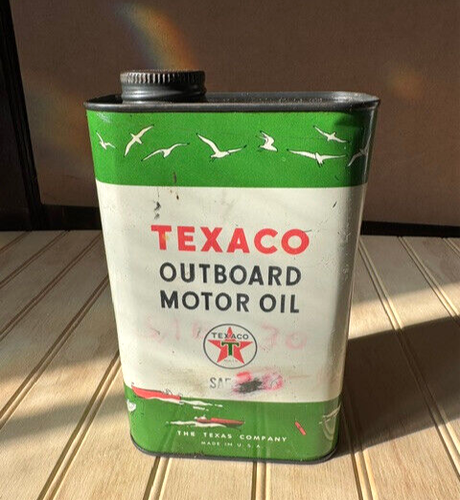 TEXACO
OUTBOARD
MOTOR OIL
TEXACO
T
SAE
THE TEXAS COMPANY
MADE IN U.S.A.